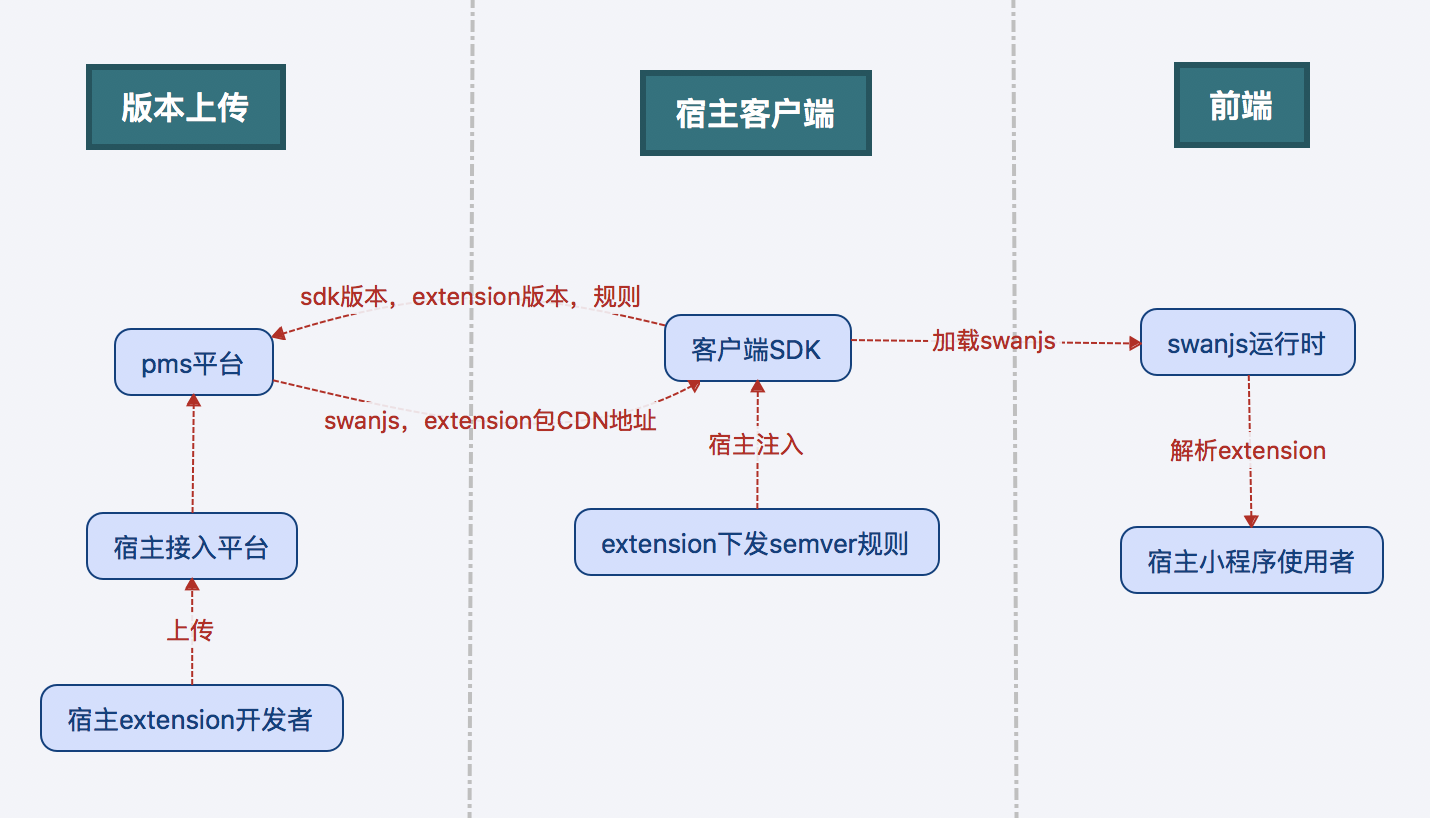 版本上传
宿主客户端
前端
sdk版本，extension版本，规则
pms平台
客户端SDK
加载swanjs
swanjs运行时
swanjs，extension包CDN地址
宿主注入
解析extension
宿主接入平台
extension下发semver规则
宿主小程序使用者
上传
宿主extension开发者